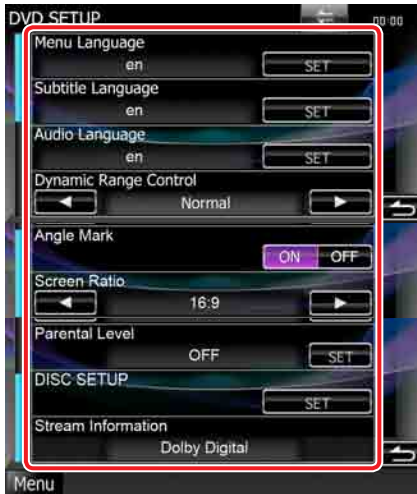 DVD SETUP 00:00
Menu Language
en SET
Subtitle Language
en SET
Audio Language
en SET
Dynamic Range Control
Normal
Angle Mark
ON OFF
Screen Ratio
16:9
Parental Level
OFF SET
DISC SETUP
SET
Stream Information
Dolby Digital
Menu